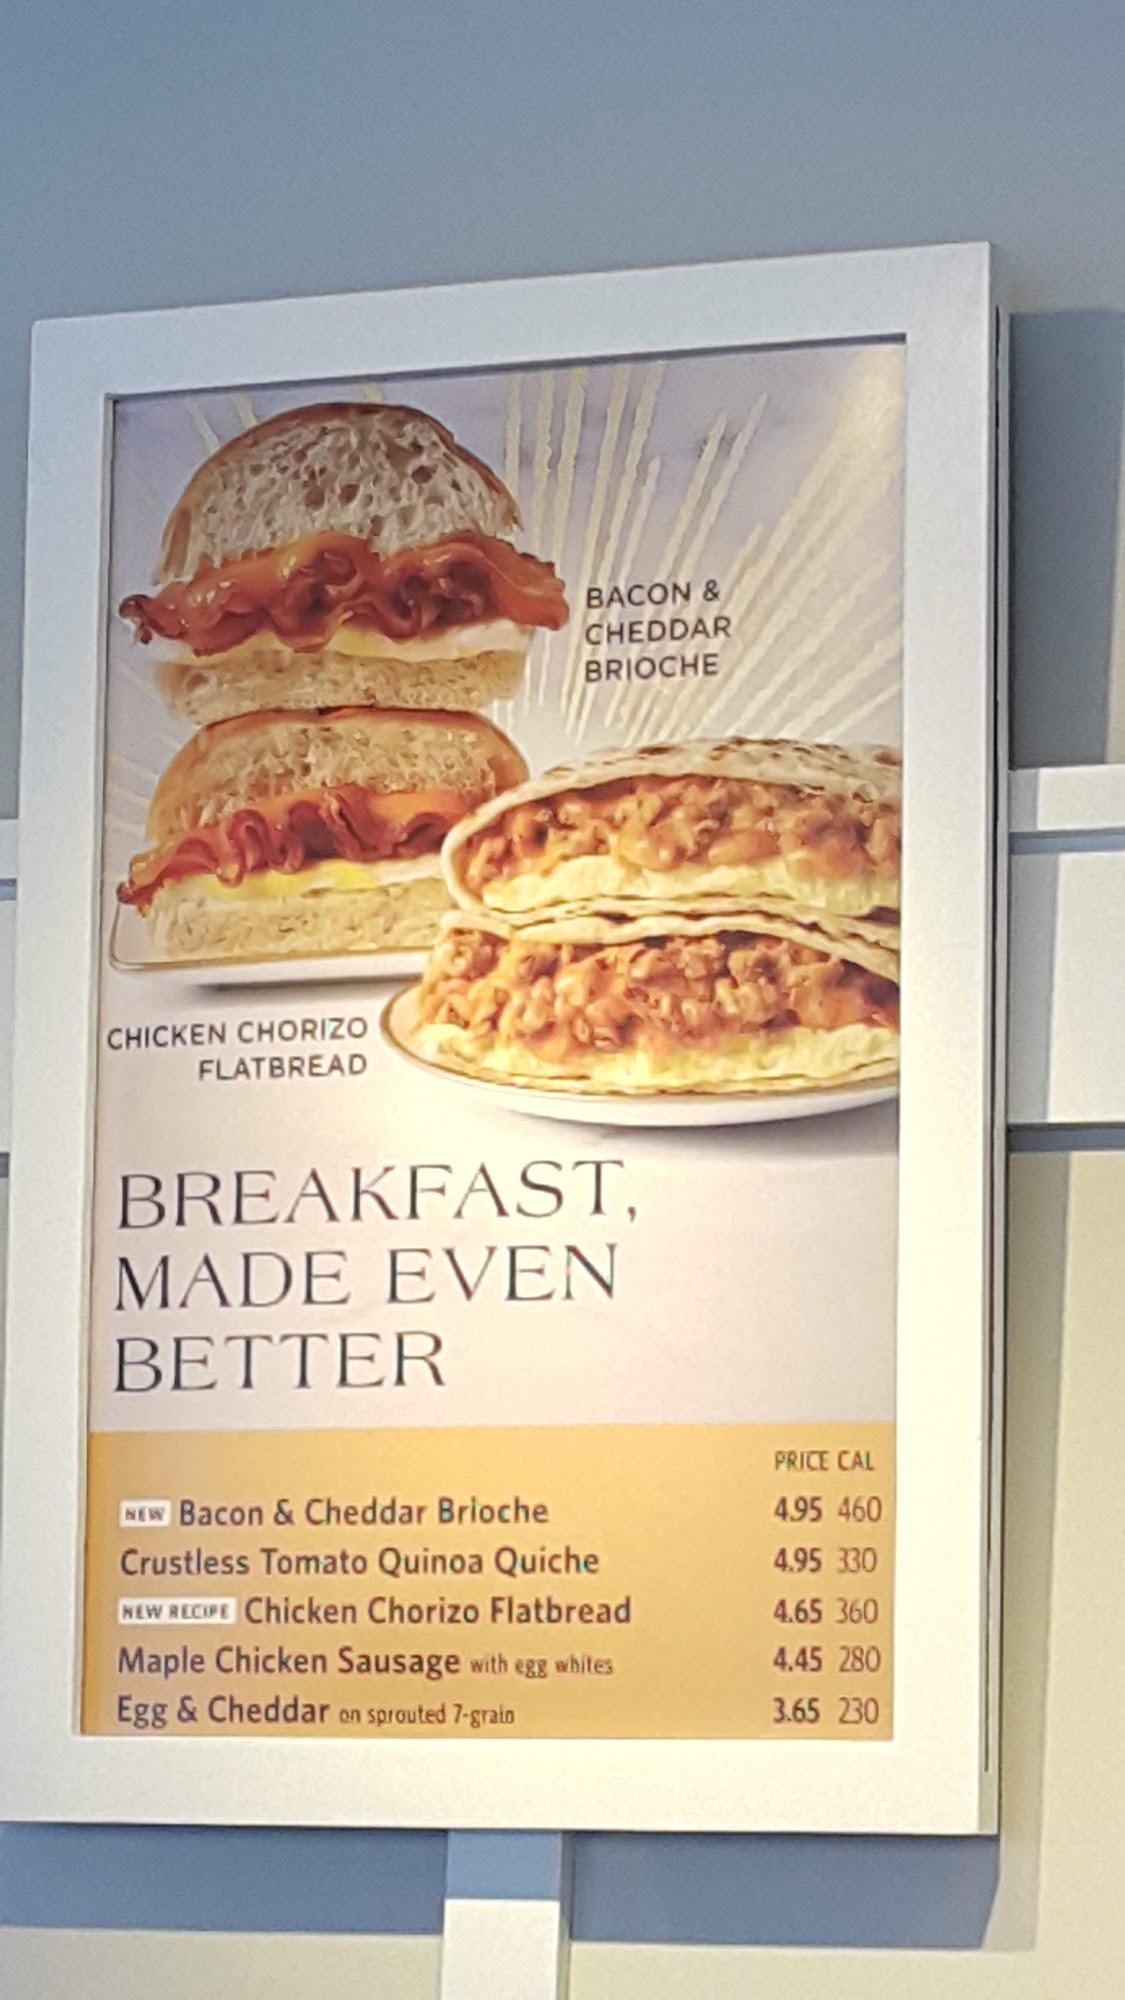 BACON &
CHEDDAR
BRIOCHE
CHICKEN CHORIZO
FLATBREAD
BREAKFAST,
MADE EVEN
BETTER
PRICE CAL
NEW Bacon & Cheddar Brioche 4.95 460
Crustless Tomato Quinoa Quiche 4.95 330
NEW RECIPE Chicken Chorizo Flatbread 4.65 360
Maple Chicken Sausage with egg whites 4.45 280
Egg & Cheddar on sprouted 7-grain 3.65 230